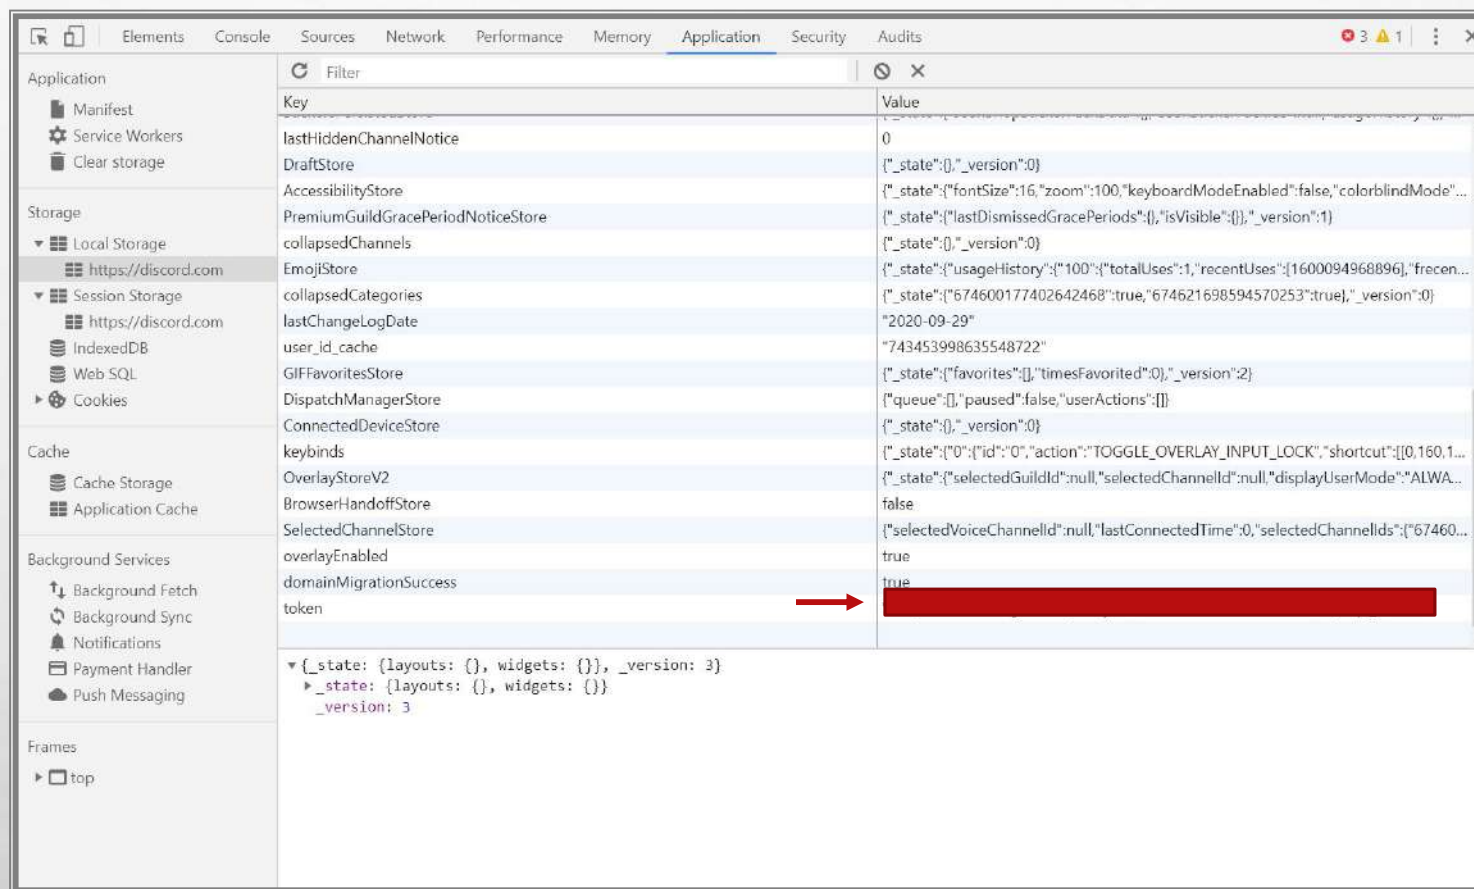 Elements Console Sources Network Performance Memory Application Security Audits 3 1
Application
Manifest
Service Workers
Clear storage
Storage
Local Storage
https://discord.com
Session Storage
https://discord.com
IndexedDB
Web SQL
Cookies
Cache
Cache Storage
Application Cache
Background Services
Background Fetch
Background Sync
Notifications
Payment Handler
Push Messaging
Frames
top
Filter
Key Value
lastHiddenChannelNotice 0
DraftStore {"_state":{},"_version":0}
AccessibilityStore {"_state":{"fontSize":16,"zoom":100,"keyboardModeEnabled":false,"colorblindMode"...
PremiumGuildGracePeriodNoticeStore {"_state":{"lastDismissedGracePeriods":{},"isVisible":{}},"_version":1}
collapsedChannels {"_state":{},"_version":0}
EmojiStore {"_state":{"usageHistory":{"100":{"totalUses":1,"recentUses":[1600094968896],"frecen...
collapsedCategories {"_state":{"674600177402642468":true,"674621698594570253":true},"_version":0}
lastChangeLogDate "2020-09-29"
user_id_cache "743453998635548722"
GIFFavoritesStore {"_state":{"favorites":[],"timesFavorited":0},"_version":2}
DispatchManagerStore {"queue":[],"paused":false,"userActions":[]}
ConnectedDeviceStore {"_state":{},"_version":0}
keybinds {"_state":{"0":{"id":"0","action":"TOGGLE_OVERLAY_INPUT_LOCK","shortcut":[[0,160,1...
OverlayStoreV2 {"_state":{"selectedGuildId":null,"selectedChannelId":null,"displayUserMode":"ALWA...
BrowserHandoffStore false
SelectedChannelStore {"selectedVoiceChannelId":null,"lastConnectedTime":0,"selectedChannelIds":{"67460...
overlayEnabled true
domainMigrationSuccess true
token
{_state: {layouts: {}, widgets: {}}, _version: 3}
_state: {layouts: {}, widgets: {}}
_version: 3